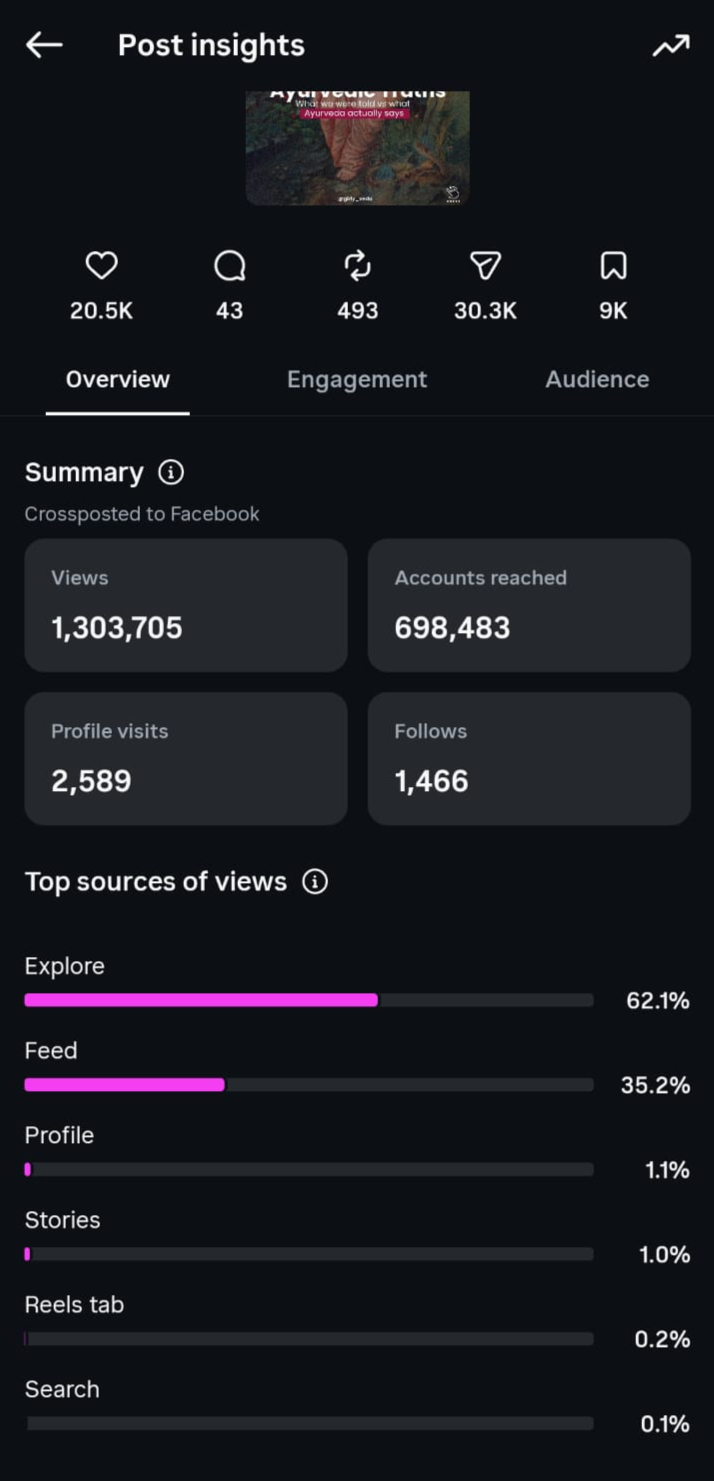 Post insights
Ayurvedic Truths
What we were told vs what
Ayurveda actually says
20.5K
43
493
30.3K
9K
Overview
Engagement
Audience
Summary
Crossposted to Facebook
Views
Accounts reached
1,303,705
698,483
Profile visits
Follows
2,589
1,466
Top sources of views
Explore
62.1%
Feed
35.2%
Profile
1.1%
Stories
1.0%
Reels tab
0.2%
Search
0.1%